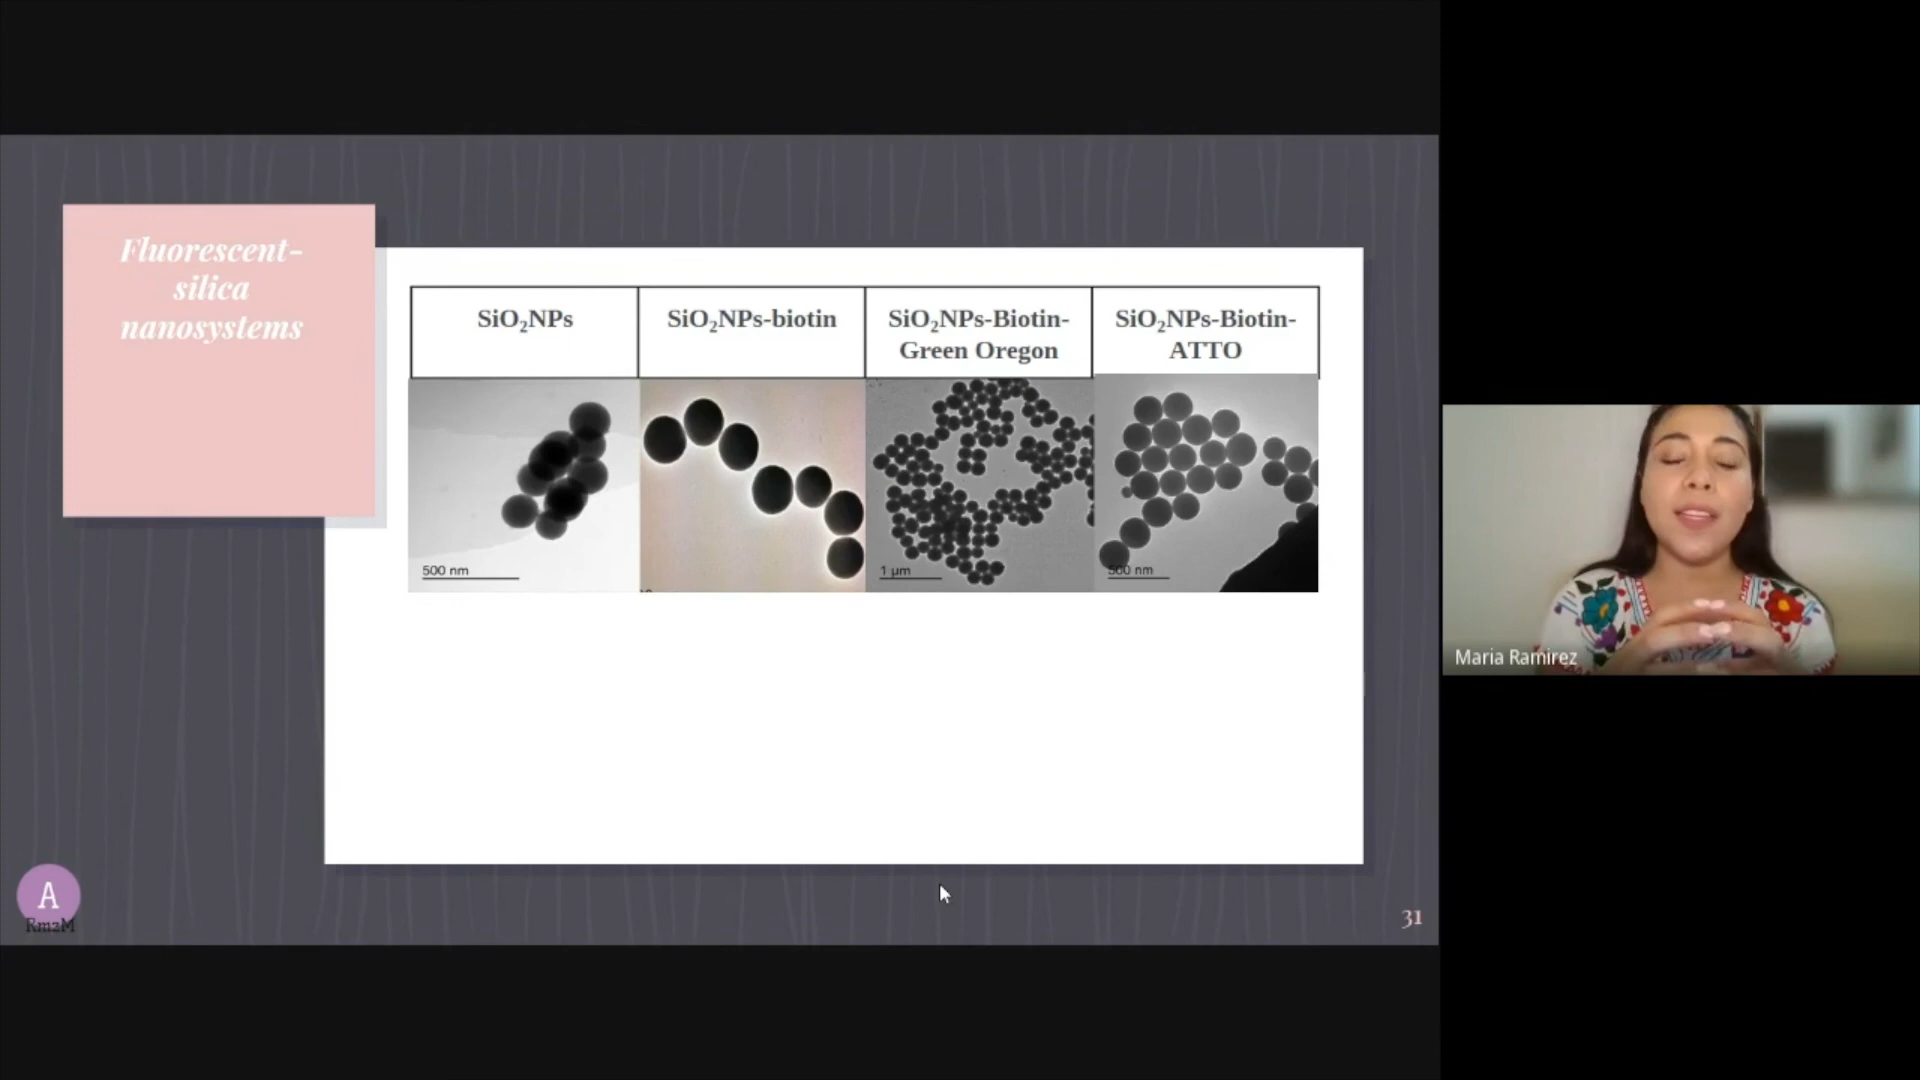 Fluorescent-
silica
nanosystems
SiO₂NPs
SiO₂NPs-biotin
SiO₂NPs-Biotin-
Green Oregon
SiO₂NPs-Biotin-
ATTO
500 nm
1 µm
500 nm
A
RmzM
31
Maria Ramirez